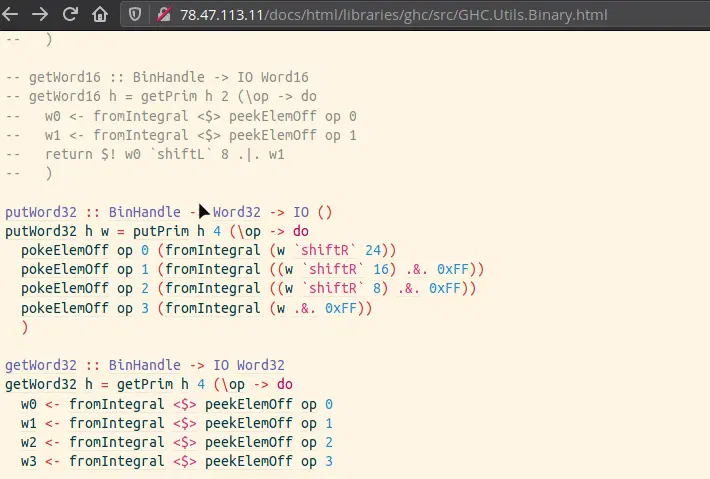 78.47.113.11/docs/html/libraries/ghc/src/GHC.Utils.Binary.html
--   )
-- getWord16 :: BinHandle -> IO Word16
-- getWord16 h = getPrim h 2 (\op -> do
--   w0 <- fromIntegral <$> peekElemOff op 0
--   w1 <- fromIntegral <$> peekElemOff op 1
--   return $! w0 `shiftL` 8 .|. w1
--   )
putWord32 :: BinHandle -> Word32 -> IO ()
putWord32 h w = putPrim h 4 (\op -> do
  pokeElemOff op 0 (fromIntegral (w `shiftR` 24))
  pokeElemOff op 1 (fromIntegral ((w `shiftR` 16) .&. 0xFF))
  pokeElemOff op 2 (fromIntegral ((w `shiftR` 8) .&. 0xFF))
  pokeElemOff op 3 (fromIntegral (w .&. 0xFF))
  )
getWord32 :: BinHandle -> IO Word32
getWord32 h = getPrim h 4 (\op -> do
  w0 <- fromIntegral <$> peekElemOff op 0
  w1 <- fromIntegral <$> peekElemOff op 1
  w2 <- fromIntegral <$> peekElemOff op 2
  w3 <- fromIntegral <$> peekElemOff op 3